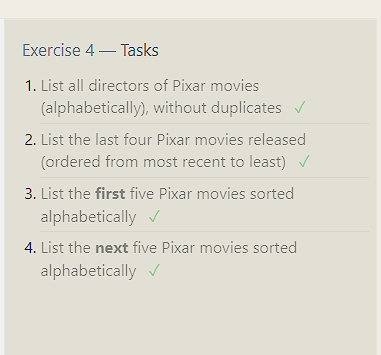 Exercise 4 — Tasks
1. List all directors of Pixar movies
(alphabetically), without duplicates ✓
2. List the last four Pixar movies released
(ordered from most recent to least) ✓
3. List the first five Pixar movies sorted
alphabetically ✓
4. List the next five Pixar movies sorted
alphabetically ✓